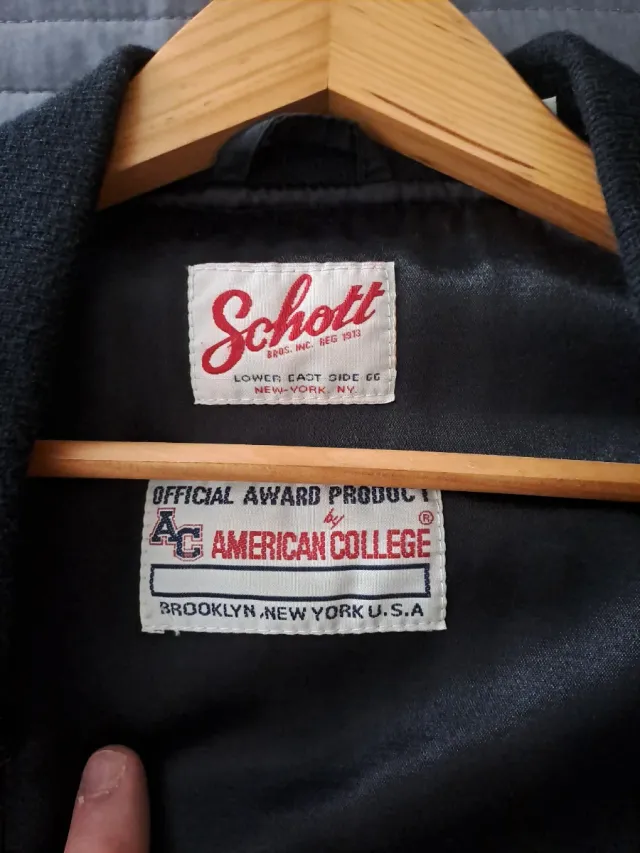 Schott
BROS. INC. REG 1913
LOWER EAST SIDE GG
NEW-YORK. NY.
OFFICIAL AWARD PRODUCT
by
AC AMERICAN COLLEGE ®
BROOKLYN, NEW YORK U.S.A